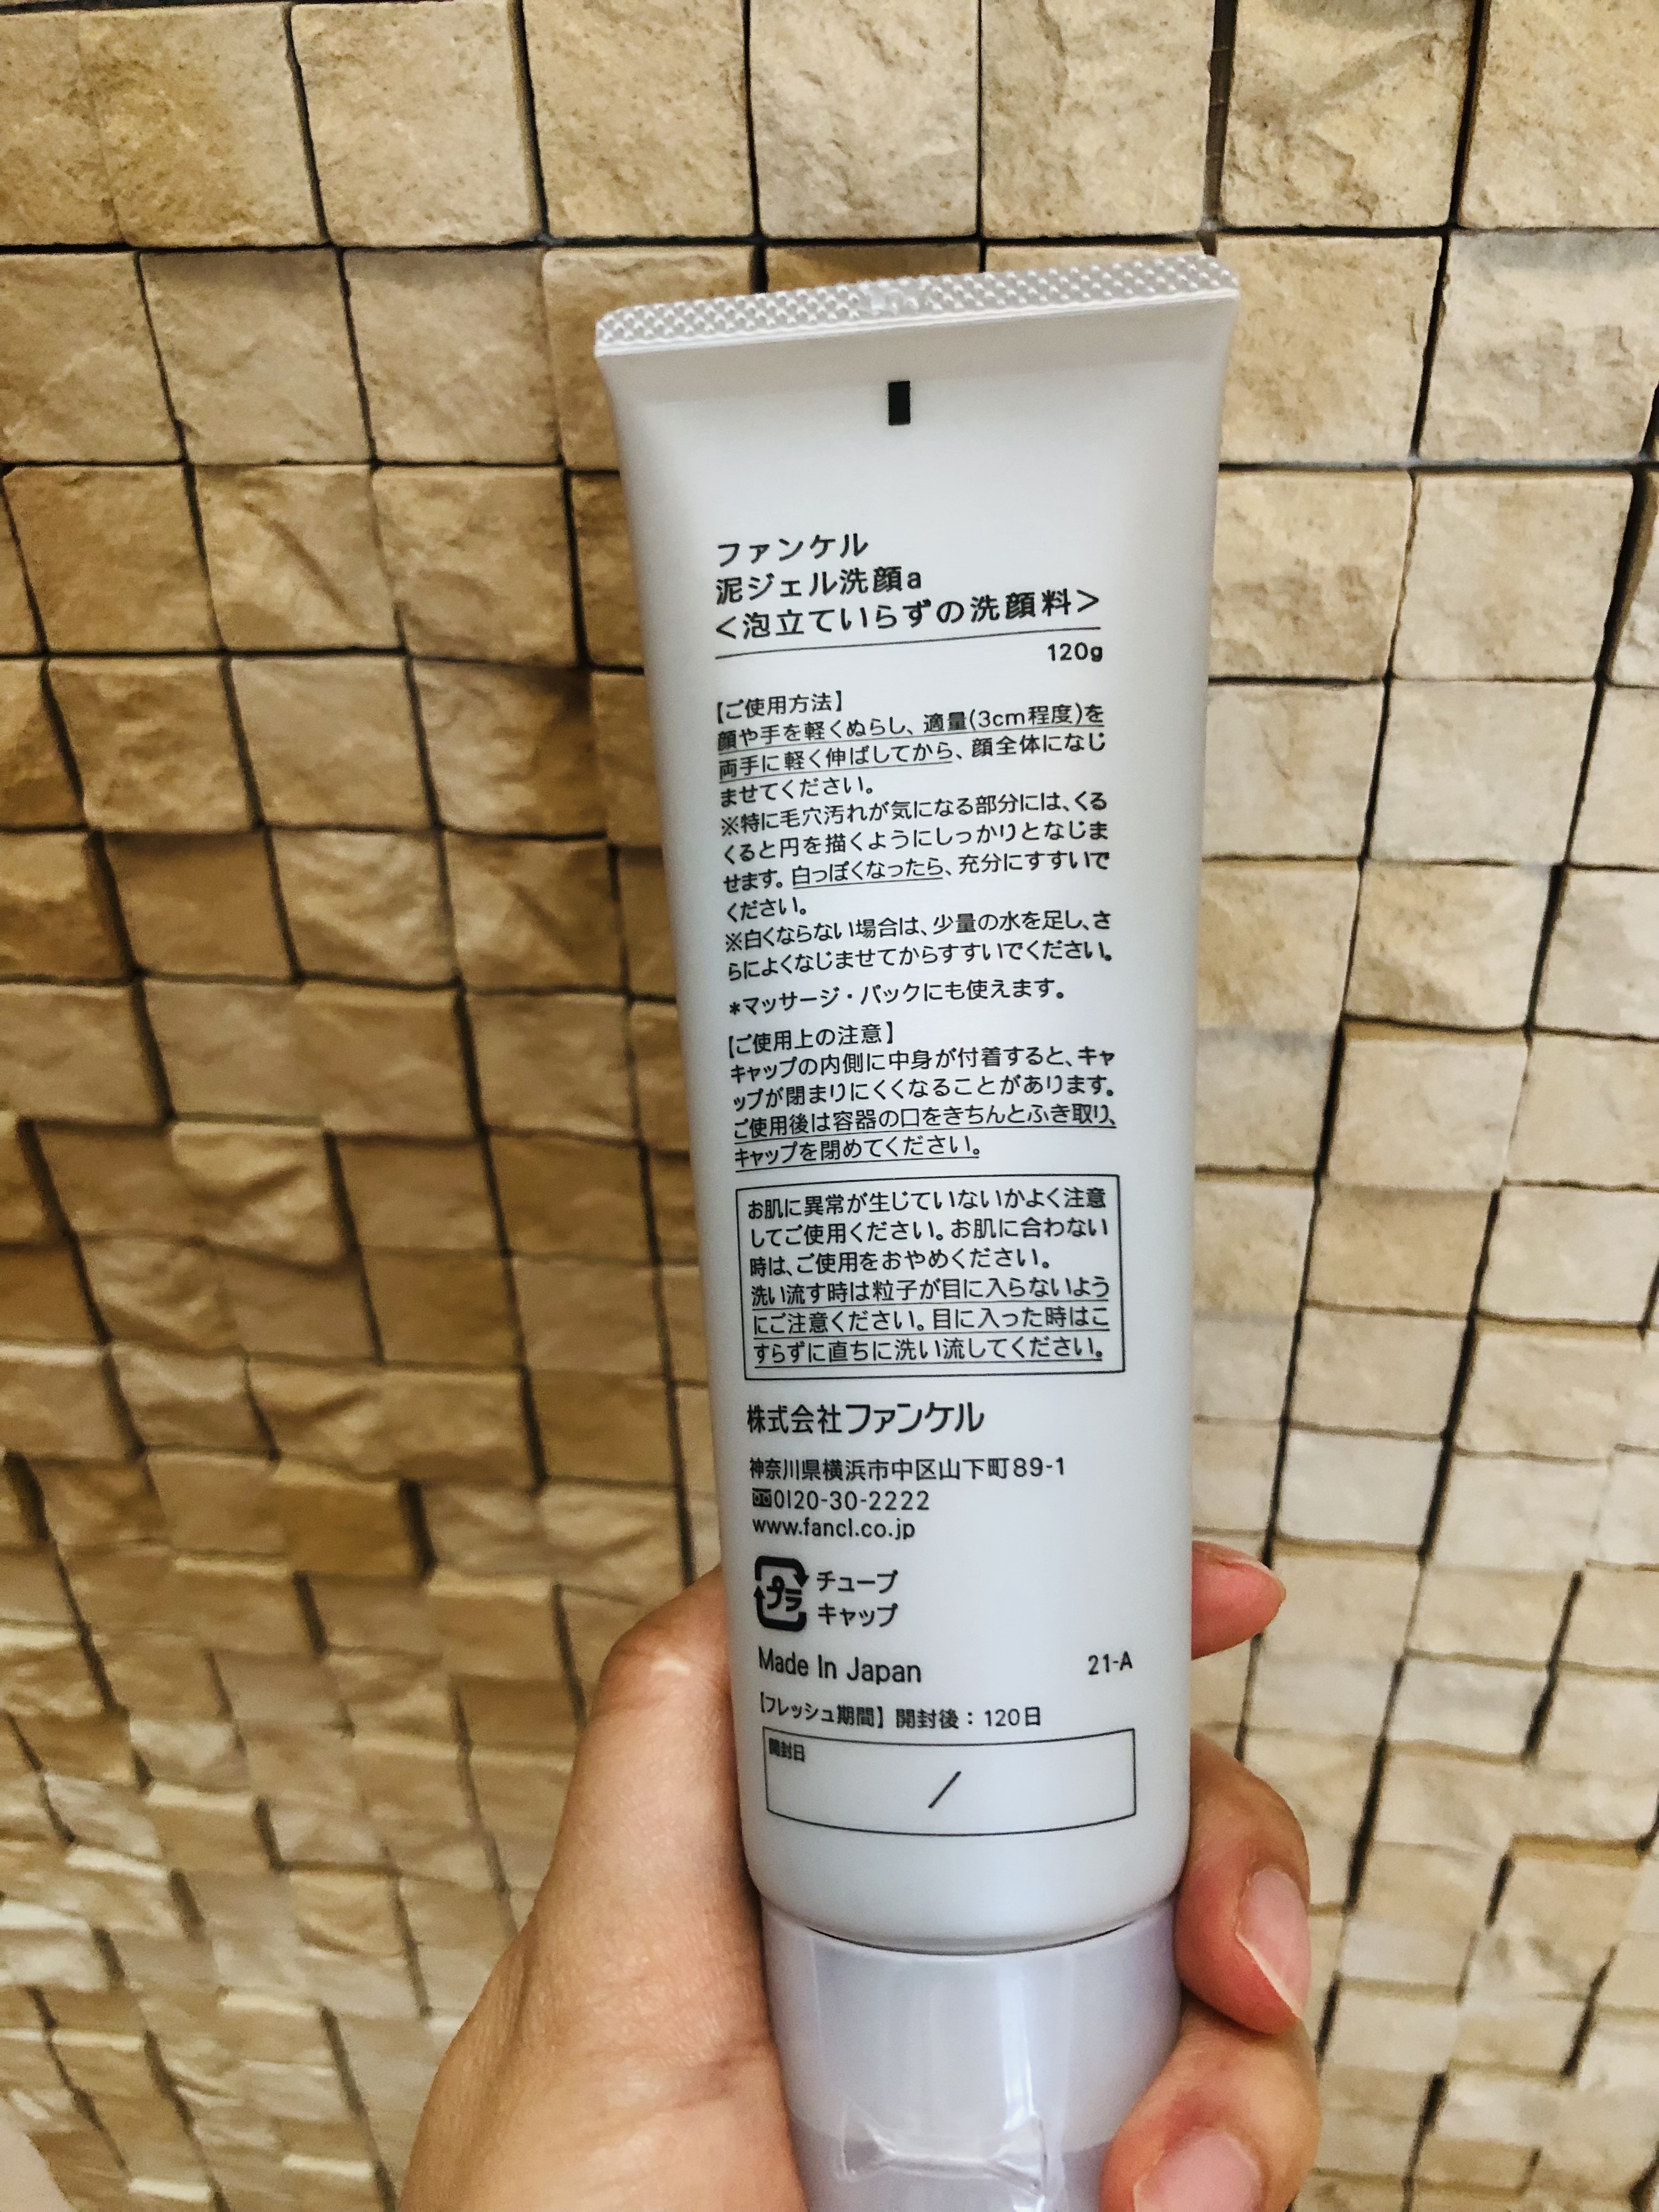 ファンケル
泥ジェル洗顔a
<泡立ていらずの洗顔料>
120g
【ご使用方法】
顔や手を軽くぬらし、適量(3cm程度)を
両手に軽く伸ばしてから、顔全体になじ
ませてください。
※特に毛穴汚れが気になる部分には、くる
くると円を描くようにしっかりとなじま
せます。白っぽくなったら、充分にすすいで
ください。
※白くならない場合は、少量の水を足し、さ
らによくなじませてからすすいでください。
*マッサージ・パックにも使えます。
【ご使用上の注意】
キャップの内側に中身が付着すると、キャ
ップが閉まりにくくなることがあります。
ご使用後は容器の口をきちんとふき取り、
キャップを閉めてください。
お肌に異常が生じていないかよく注意
してご使用ください。お肌に合わない
時は、ご使用をおやめください。
洗い流す時は粒子が目に入らないよう
にご注意ください。目に入った時はこ
すらずに直ちに洗い流してください。
株式会社ファンケル
神奈川県横浜市中区山下町89-1
0120-30-2222
www.fancl.co.jp
プラ チューブ
キャップ
Made In Japan 21-A
【フレッシュ期間】開封後：120日
開封日
/